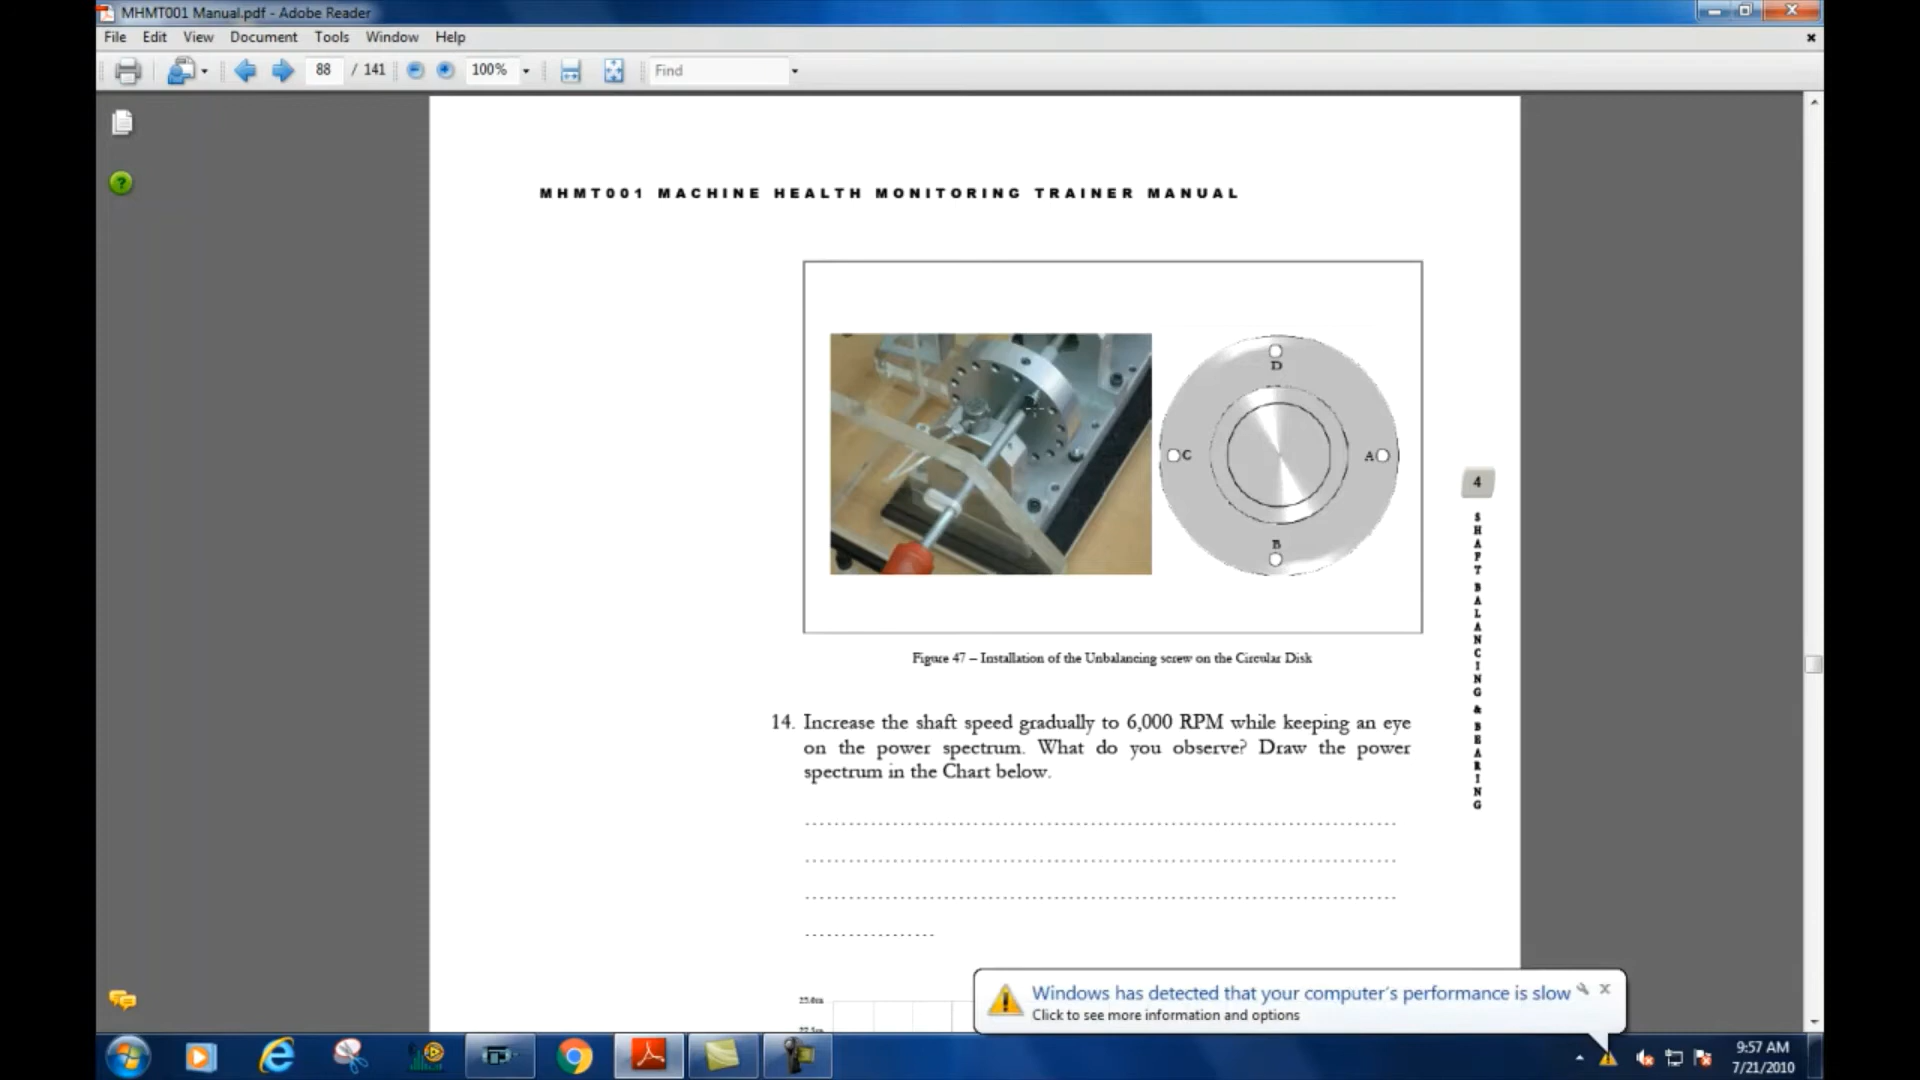 MHMT001 Manual.pdf - Adobe Reader
File Edit View Document Tools Window Help
88 / 141 100% Find
MHMT001 MACHINE HEALTH MONITORING TRAINER MANUAL
D
C
A
B
4
SHAFT BALANCING & BEARING
Figure 47 – Installation of the Unbalancing screw on the Circular Disk
14. Increase the shaft speed gradually to 6,000 RPM while keeping an eye
on the power spectrum. What do you observe? Draw the power
spectrum in the Chart below.
Windows has detected that your computer's performance is slow
Click to see more information and options
9:57 AM
7/21/2010